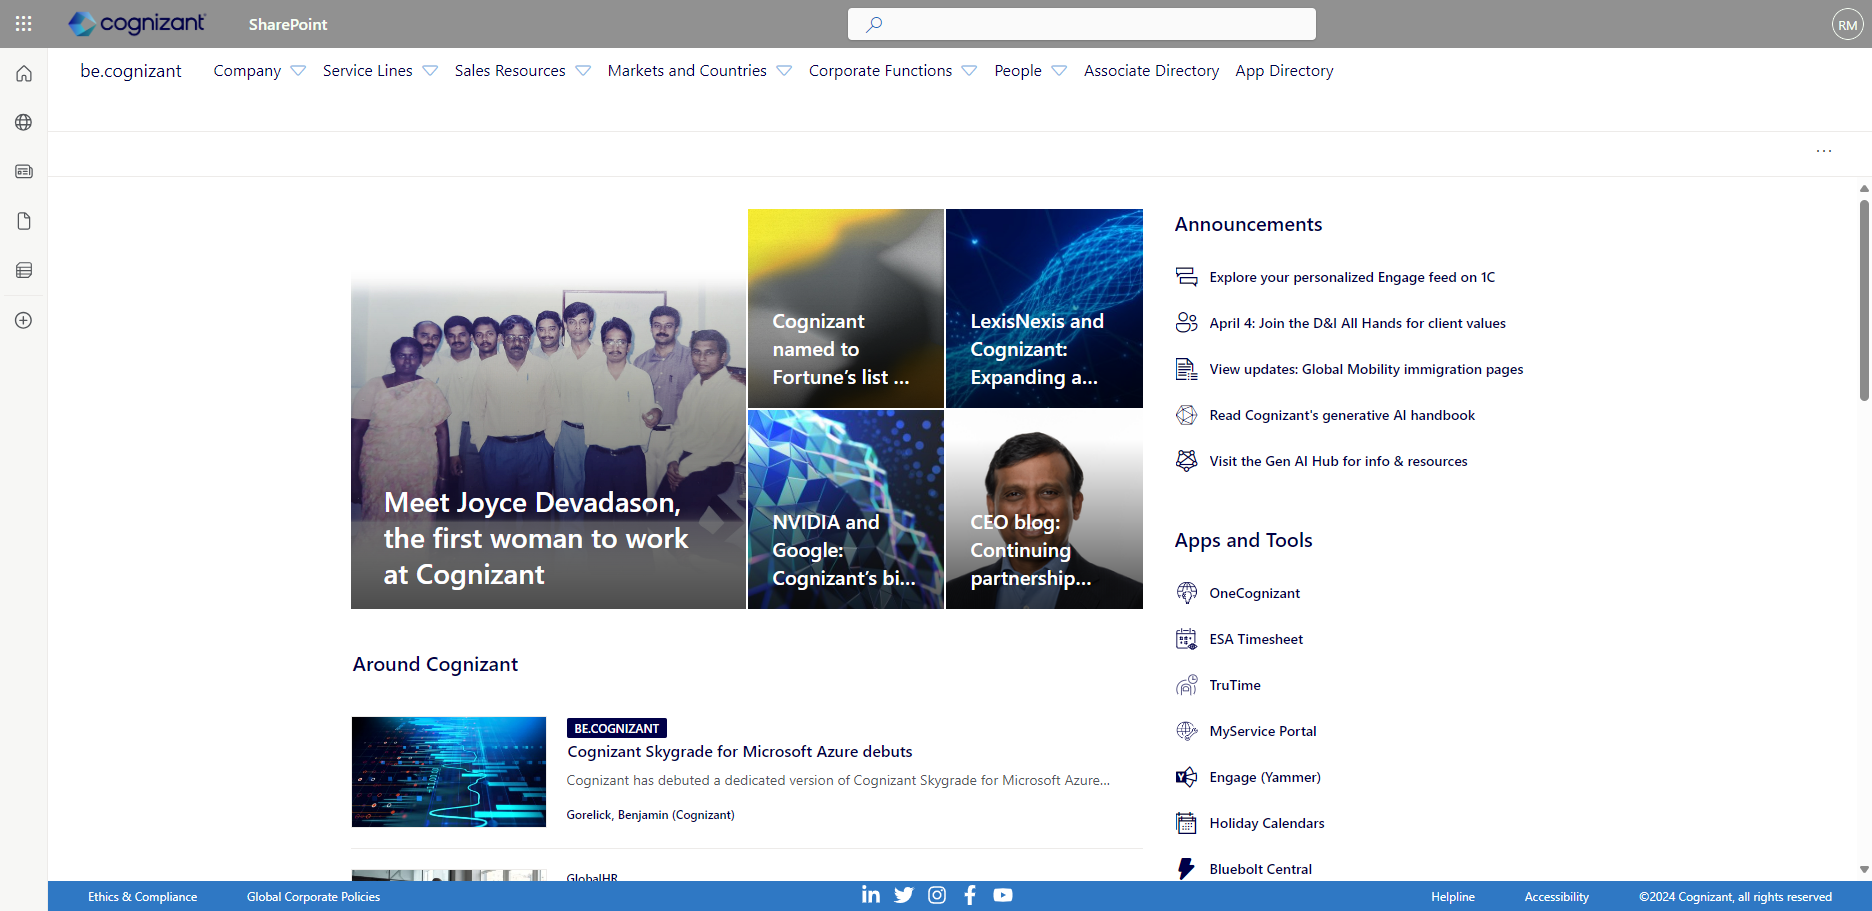 cognizant
SharePoint
RM
be.cognizant
Company
Service Lines
Sales Resources
Markets and Countries
Corporate Functions
People
Associate Directory
App Directory
...
Meet Joyce Devadason,
the first woman to work
at Cognizant
Cognizant
named to
Fortune’s list ...
LexisNexis and
Cognizant:
Expanding a...
NVIDIA and
Google:
Cognizant’s bi...
CEO blog:
Continuing
partnership...
Around Cognizant
BE.COGNIZANT
Cognizant Skygrade for Microsoft Azure debuts
Cognizant has debuted a dedicated version of Cognizant Skygrade for Microsoft Azure...
Gorelick, Benjamin (Cognizant)
GlobalHR
Announcements
Explore your personalized Engage feed on 1C
April 4: Join the D&I All Hands for client values
View updates: Global Mobility immigration pages
Read Cognizant's generative AI handbook
Visit the Gen AI Hub for info & resources
Apps and Tools
OneCognizant
ESA Timesheet
TruTime
MyService Portal
Engage (Yammer)
Holiday Calendars
Bluebolt Central
Ethics & Compliance
Global Corporate Policies
Helpline
Accessibility
©2024 Cognizant, all rights reserved